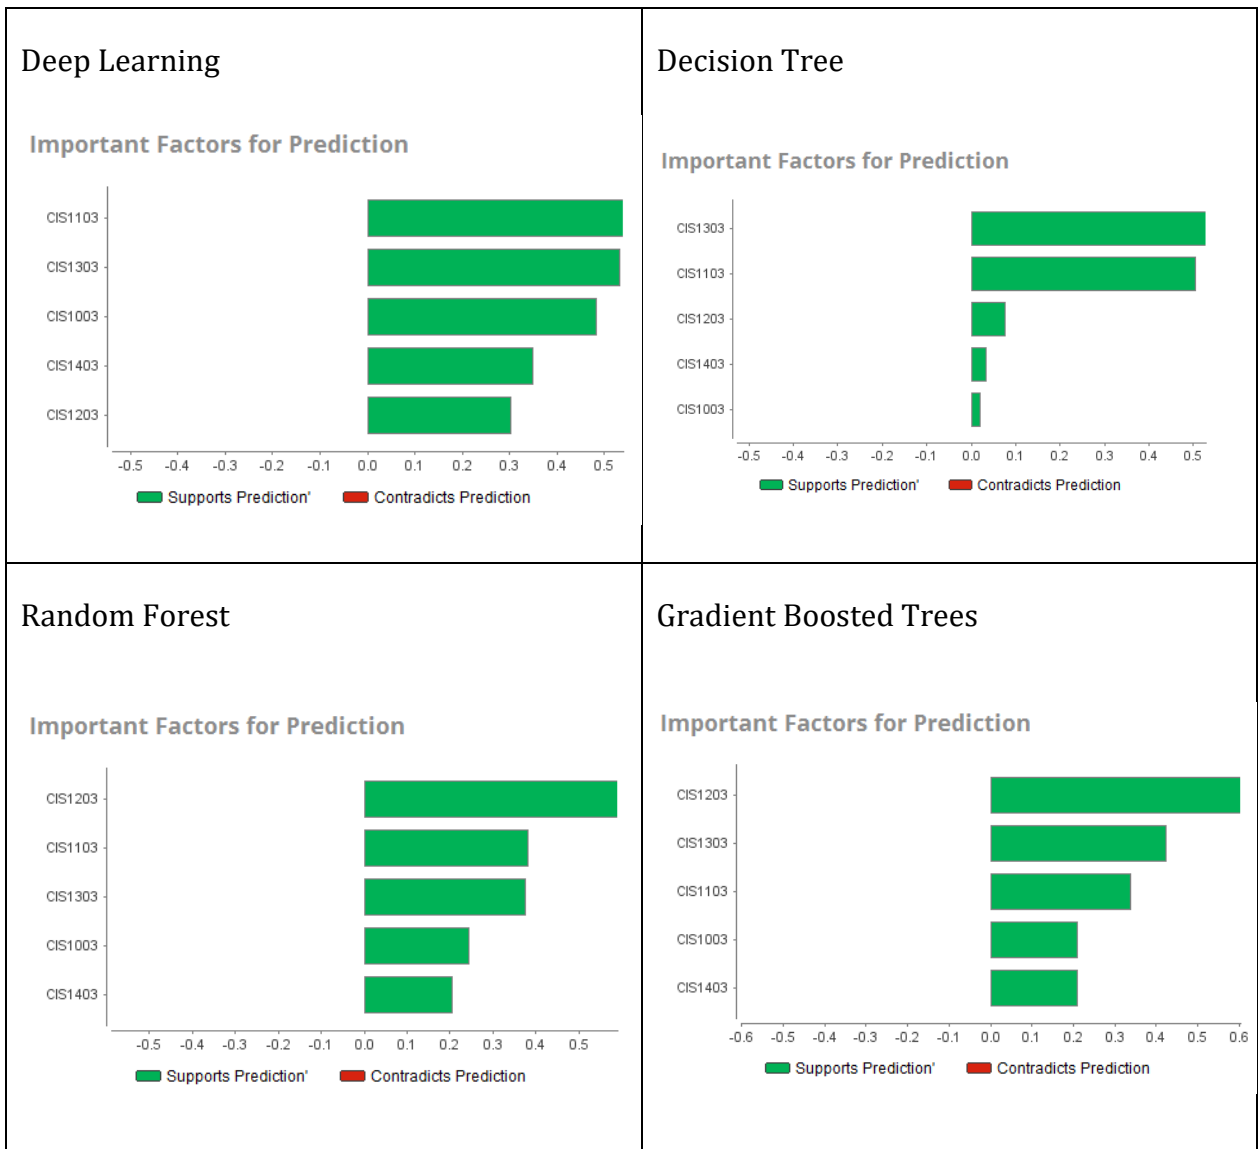 Deep Learning
Important Factors for Prediction
CIS1103
CIS1303
CIS1003
CIS1403
CIS1203
-0.5 -0.4 -0.3 -0.2 -0.1 0.0 0.1 0.2 0.3 0.4 0.5
Supports Prediction' Contradicts Prediction
Decision Tree
Important Factors for Prediction
CIS1303
CIS1103
CIS1203
CIS1403
CIS1003
-0.5 -0.4 -0.3 -0.2 -0.1 0.0 0.1 0.2 0.3 0.4 0.5
Supports Prediction' Contradicts Prediction
Random Forest
Important Factors for Prediction
CIS1203
CIS1103
CIS1303
CIS1003
CIS1403
-0.5 -0.4 -0.3 -0.2 -0.1 0.0 0.1 0.2 0.3 0.4 0.5
Supports Prediction' Contradicts Prediction
Gradient Boosted Trees
Important Factors for Prediction
CIS1203
CIS1303
CIS1103
CIS1003
CIS1403
-0.6 -0.5 -0.4 -0.3 -0.2 -0.1 0.0 0.1 0.2 0.3 0.4 0.5 0.6
Supports Prediction' Contradicts Prediction